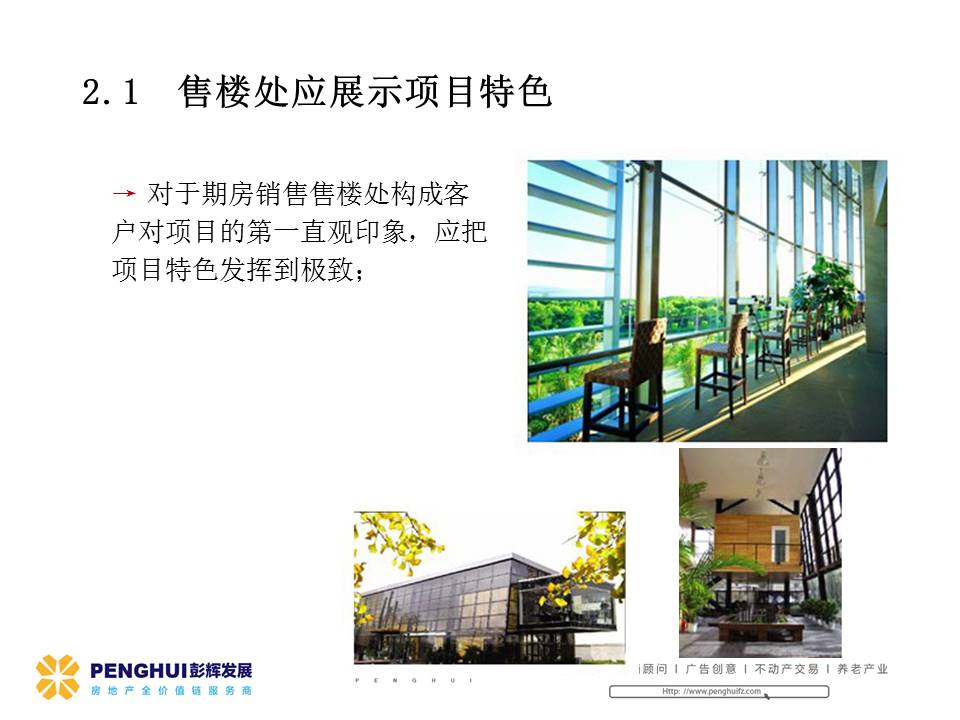 2.1 售楼处应展示项目特色
→ 对于期房销售售楼处构成客
户对项目的第一直观印象，应把
项目特色发挥到极致；
PENGHUI彭辉发展
房地产全价值链服务商
PENGHUI
顾问 I 广告创意 I 不动产交易 I 养老产业
Http: //www.penghuifz.com